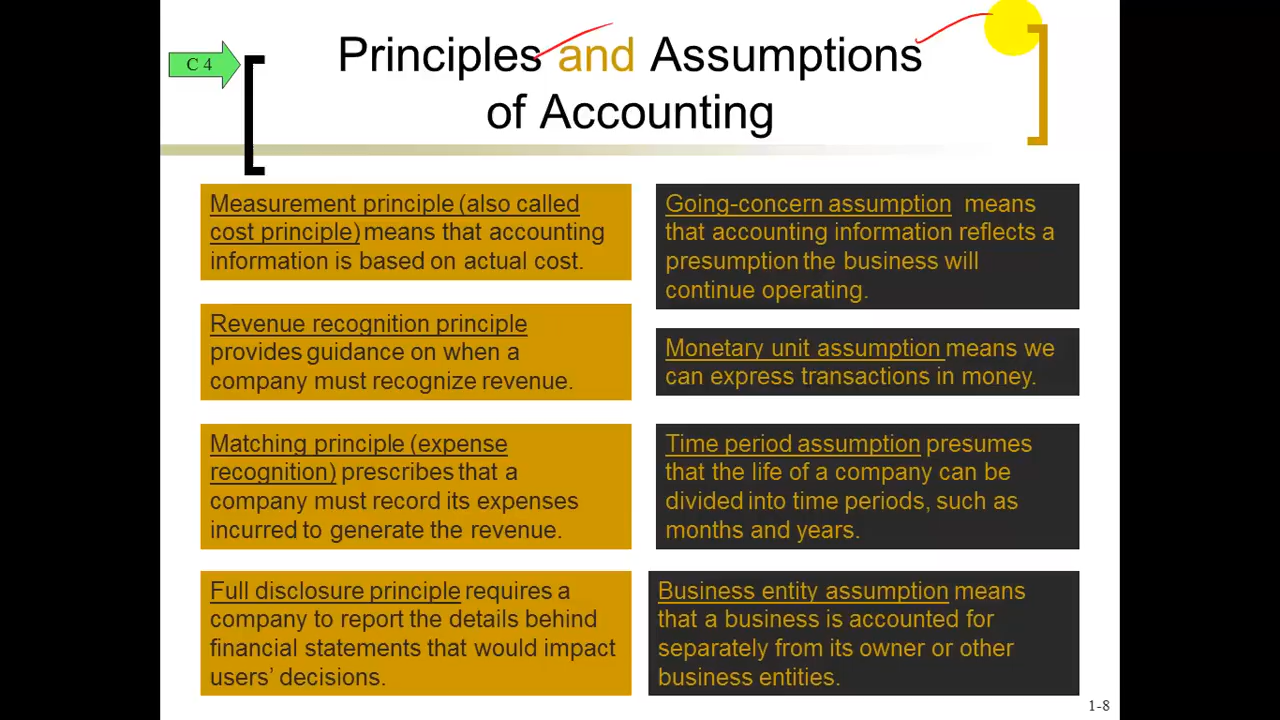 C 4
Principles and Assumptions
of Accounting
Measurement principle (also called
cost principle) means that accounting
information is based on actual cost.
Revenue recognition principle
provides guidance on when a
company must recognize revenue.
Matching principle (expense
recognition) prescribes that a
company must record its expenses
incurred to generate the revenue.
Full disclosure principle requires a
company to report the details behind
financial statements that would impact
users’ decisions.
Going-concern assumption means
that accounting information reflects a
presumption the business will
continue operating.
Monetary unit assumption means we
can express transactions in money.
Time period assumption presumes
that the life of a company can be
divided into time periods, such as
months and years.
Business entity assumption means
that a business is accounted for
separately from its owner or other
business entities.
1-8